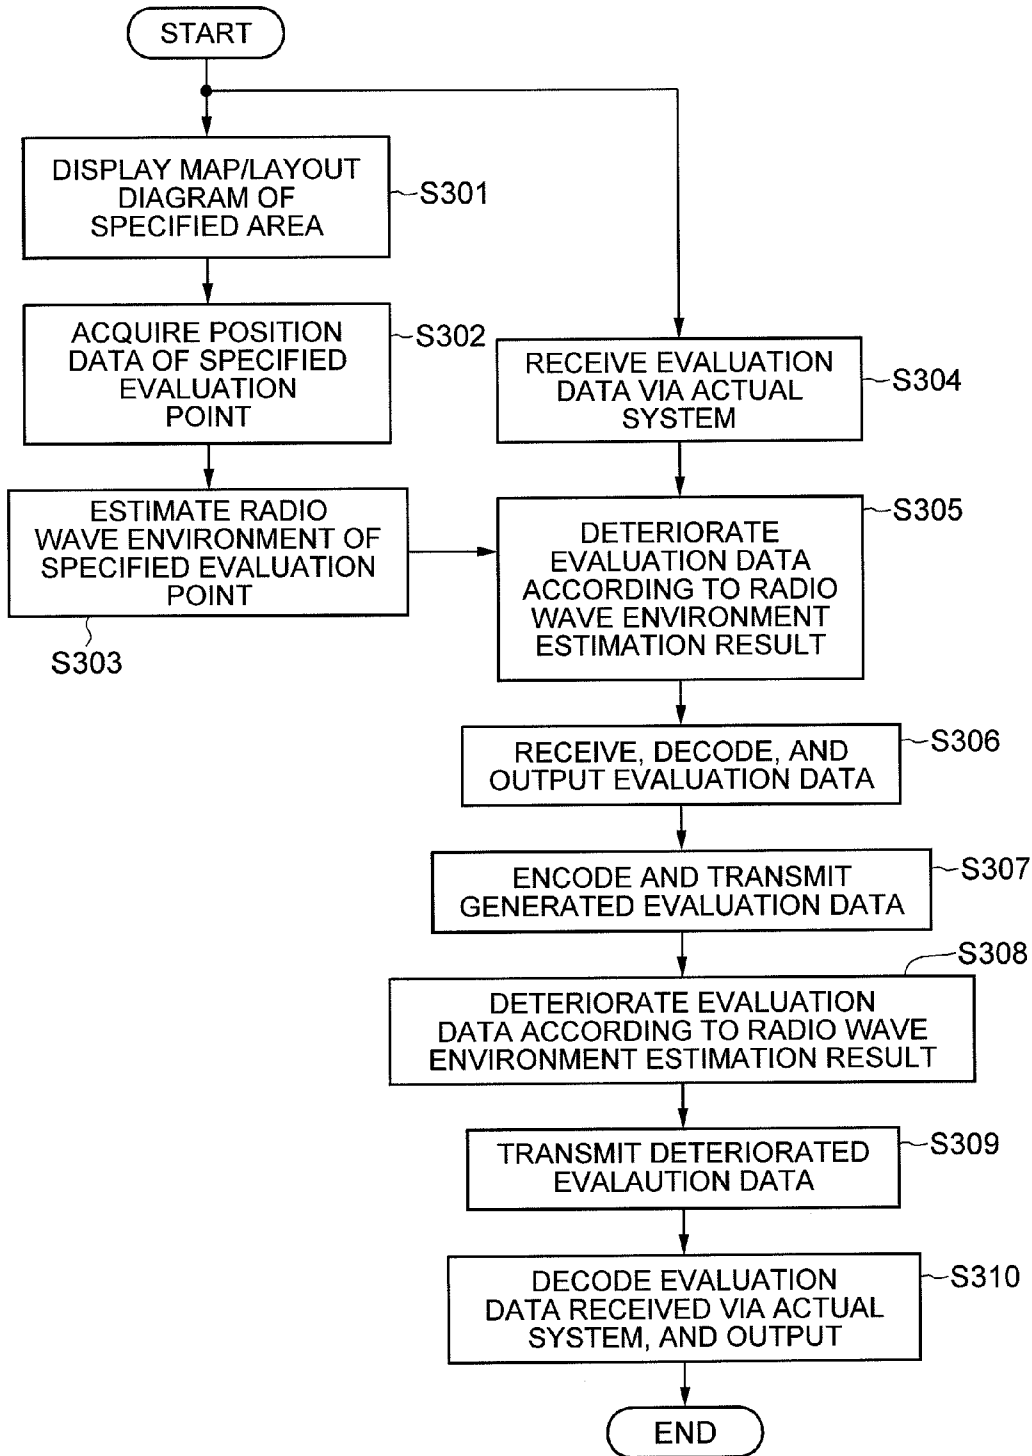 START
DISPLAY MAP/LAYOUT
DIAGRAM OF
SPECIFIED AREA
S301
ACQUIRE POSITION
DATA OF SPECIFIED
EVALUATION
POINT
S302
ESTIMATE RADIO
WAVE ENVIRONMENT OF
SPECIFIED EVALUATION
POINT
S303
RECEIVE EVALUATION
DATA VIA ACTUAL
SYSTEM
S304
DETERIORATE
EVALUATION DATA
ACCORDING TO RADIO
WAVE ENVIRONMENT
ESTIMATION RESULT
S305
RECEIVE, DECODE, AND
OUTPUT EVALUATION DATA
S306
ENCODE AND TRANSMIT
GENERATED EVALUATION DATA
S307
DETERIORATE EVALUATION
DATA ACCORDING TO RADIO WAVE
ENVIRONMENT ESTIMATION RESULT
S308
TRANSMIT DETERIORATED
EVALAUTION DATA
S309
DECODE EVALUATION
DATA RECEIVED VIA ACTUAL
SYSTEM, AND OUTPUT
S310
END